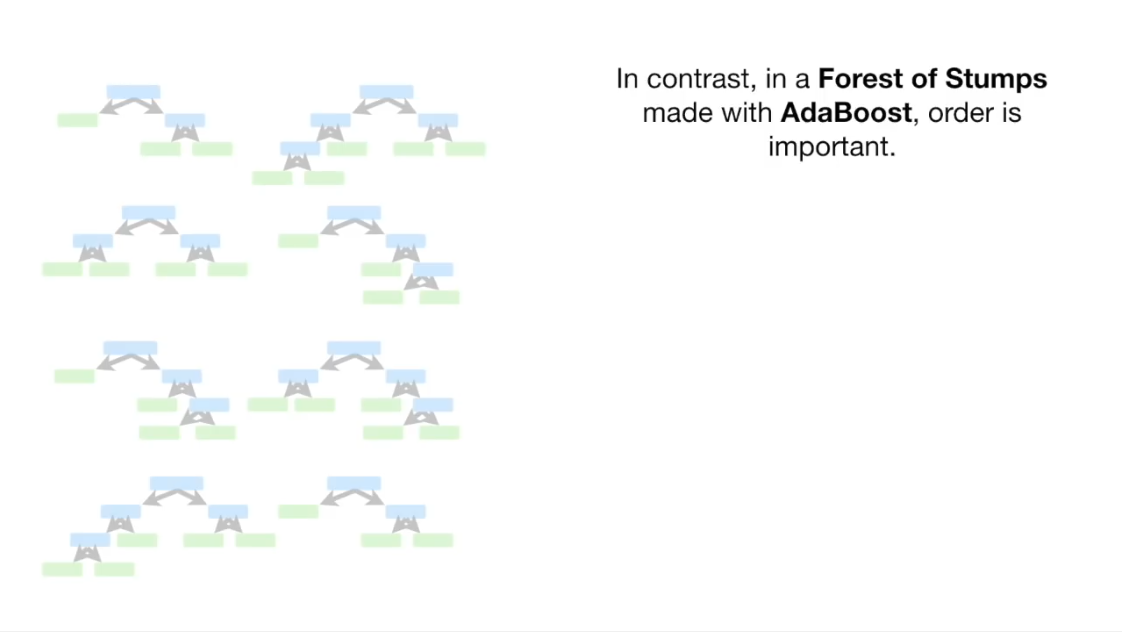 In contrast, in a Forest of Stumps
made with AdaBoost, order is
important.